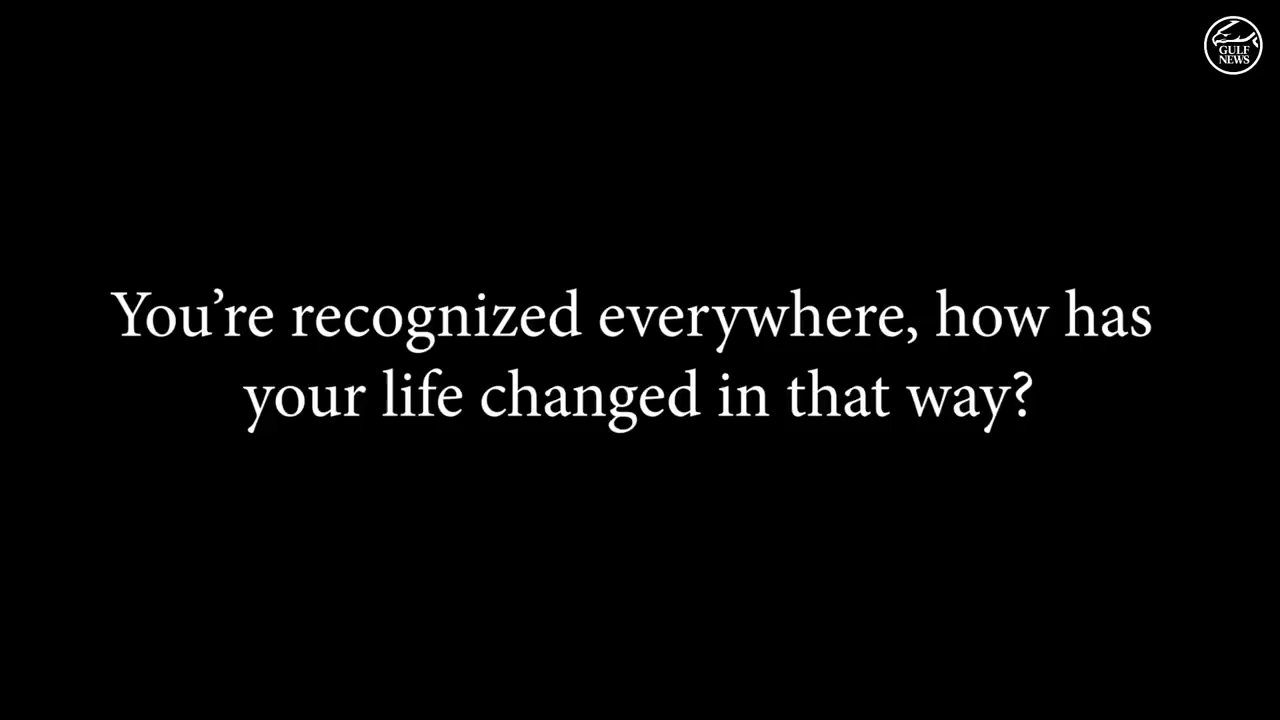 GULF
NEWS
You’re recognized everywhere, how has
your life changed in that way?